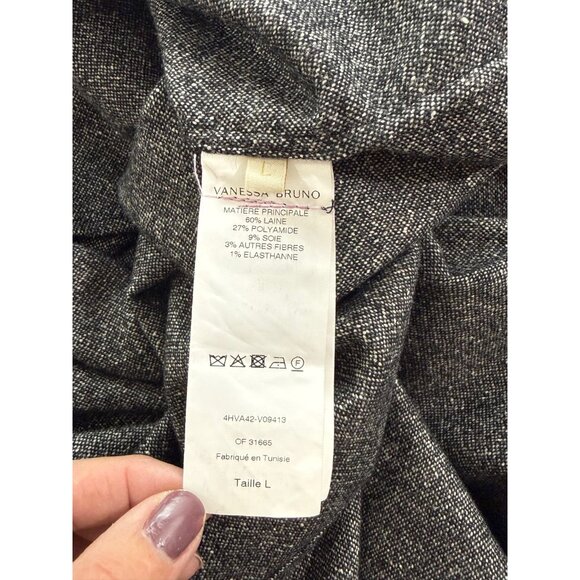 L
VANESSA BRUNO
MATIÈRE PRINCIPALE
60% LAINE
27% POLYAMIDE
9% SOIE
3% AUTRES FIBRES
1% ELASTHANNE
4HVA42-V09413
OF 31665
Fabriqué en Tunisie
Taille L